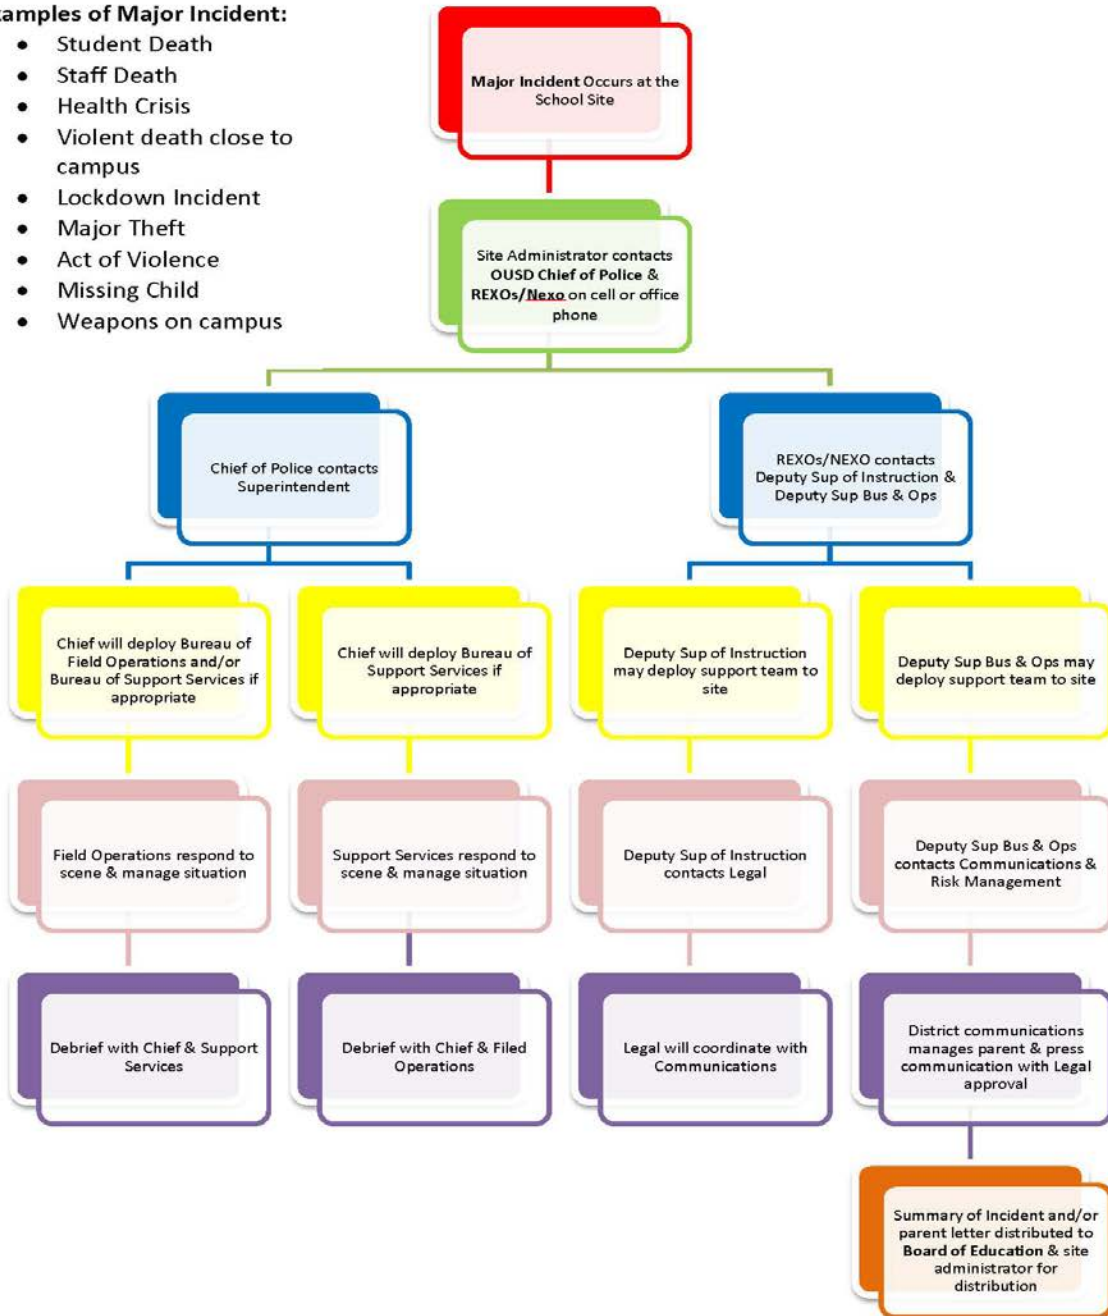 xamples of Major Incident:
• Student Death
• Staff Death
• Health Crisis
• Violent death close to
campus
• Lockdown Incident
• Major Theft
• Act of Violence
• Missing Child
• Weapons on campus
Major Incident Occurs at the
School Site
Site Administrator contacts
OUSD Chief of Police &
REXOs/Nexo on cell or office
phone
Chief of Police contacts
Superintendent
REXOs/NEXO contacts
Deputy Sup of Instruction &
Deputy Sup Bus & Ops
Chief will deploy Bureau of
Field Operations and/or
Bureau of Support Services if
appropriate
Chief will deploy Bureau of
Support Services if
appropriate
Deputy Sup of Instruction
may deploy support team to
site
Deputy Sup Bus & Ops may
deploy support team to site
Field Operations respond to
scene & manage situation
Support Services respond to
scene & manage situation
Deputy Sup of Instruction
contacts Legal
Deputy Sup Bus & Ops
contacts Communications &
Risk Management
Debrief with Chief & Support
Services
Debrief with Chief & Filed
Operations
Legal will coordinate with
Communications
District communications
manages parent & press
communication with Legal
approval
Summary of Incident and/or
parent letter distributed to
Board of Education & site
administrator for
distribution